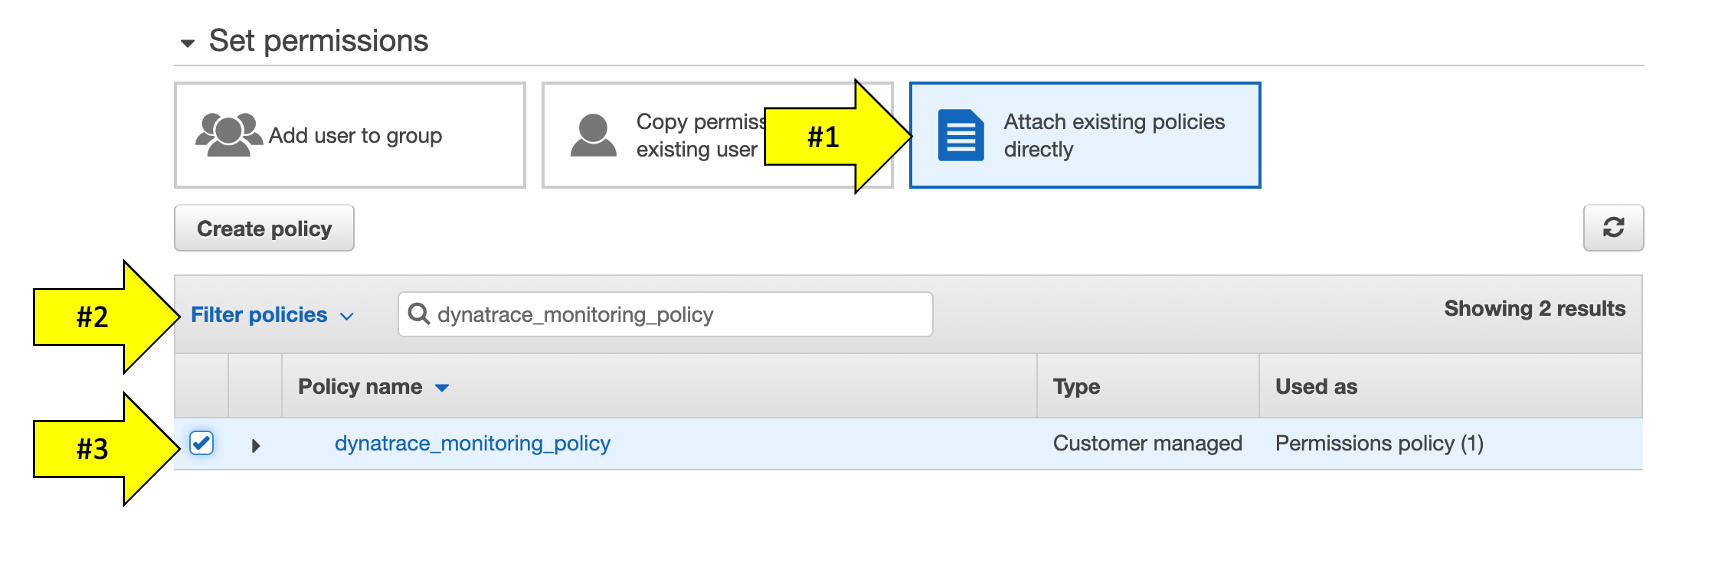 Set permissions
Add user to group
Copy permiss
existing user
#1
Attach existing policies
directly
Create policy
#2
Filter policies
dynatrace_monitoring_policy
Showing 2 results
Policy name
Type
Used as
#3
dynatrace_monitoring_policy
Customer managed
Permissions policy (1)